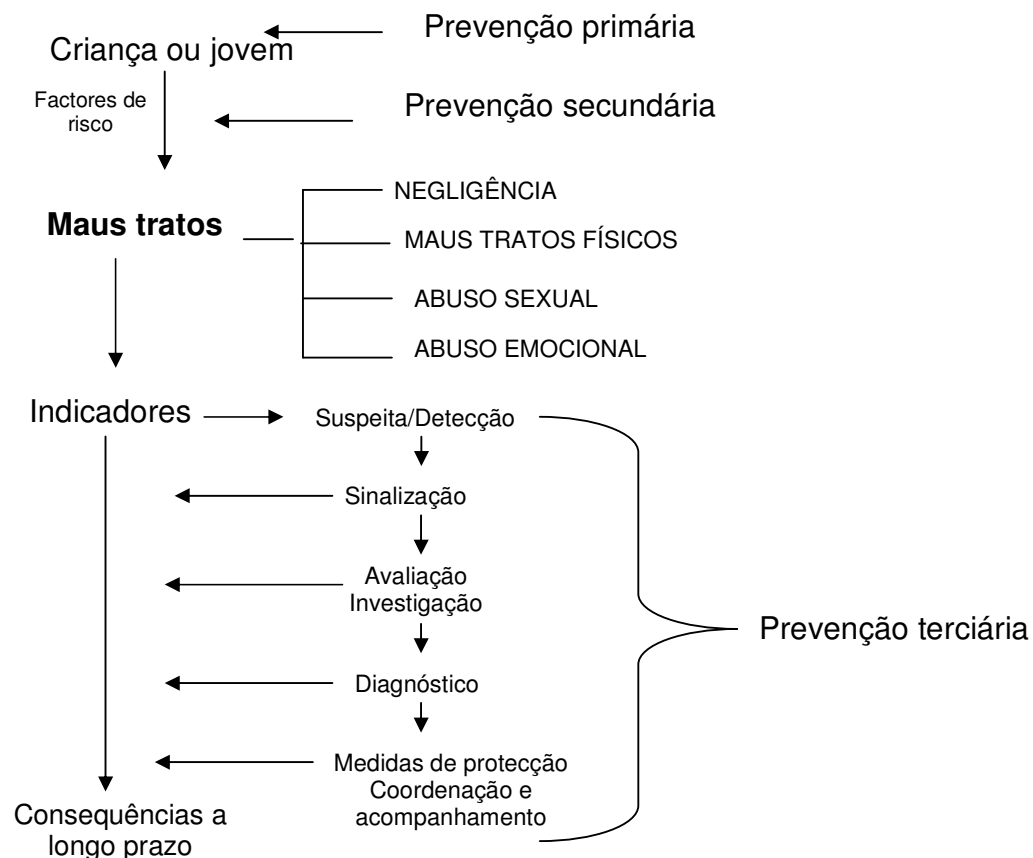 Prevenção primária
Criança ou jovem
Factores de
risco
Prevenção secundária
Maus tratos
NEGLIGÊNCIA
MAUS TRATOS FÍSICOS
ABUSO SEXUAL
ABUSO EMOCIONAL
Indicadores
Suspeita/Detecção
Sinalização
Avaliação
Investigação
Prevenção terciária
Diagnóstico
Medidas de protecção
Coordenação e
acompanhamento
Consequências a
longo prazo